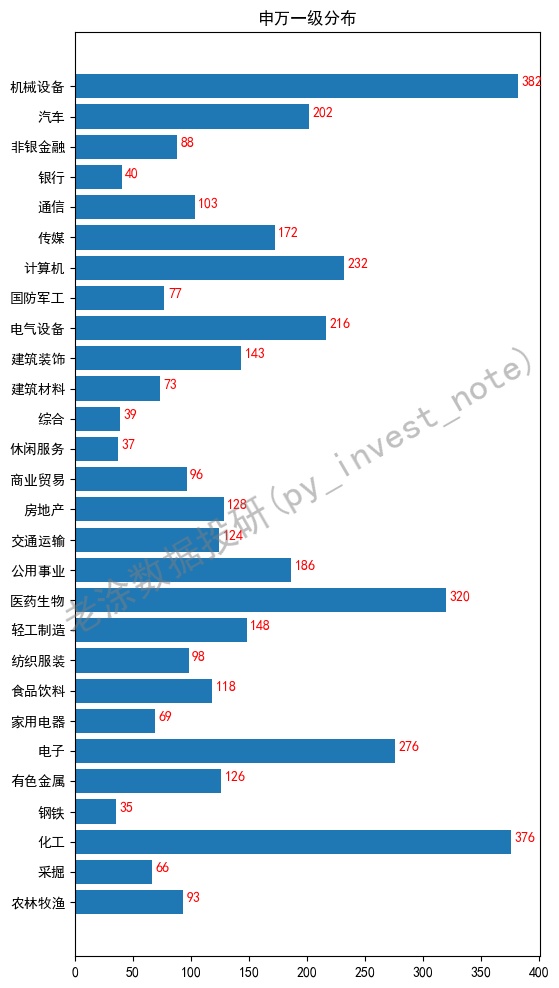 申万一级分布
机械设备 382
汽车 202
非银金融 88
银行 40
通信 103
传媒 172
计算机 232
国防军工 77
电气设备 216
建筑装饰 143
建筑材料 73
综合 39
休闲服务 37
商业贸易 96
房地产 128
交通运输 124
公用事业 186
医药生物 320
轻工制造 148
纺织服装 98
食品饮料 118
家用电器 69
电子 276
有色金属 126
钢铁 35
化工 376
采掘 66
农林牧渔 93
0 50 100 150 200 250 300 350 400
老涂数据投研(py_invest_note)